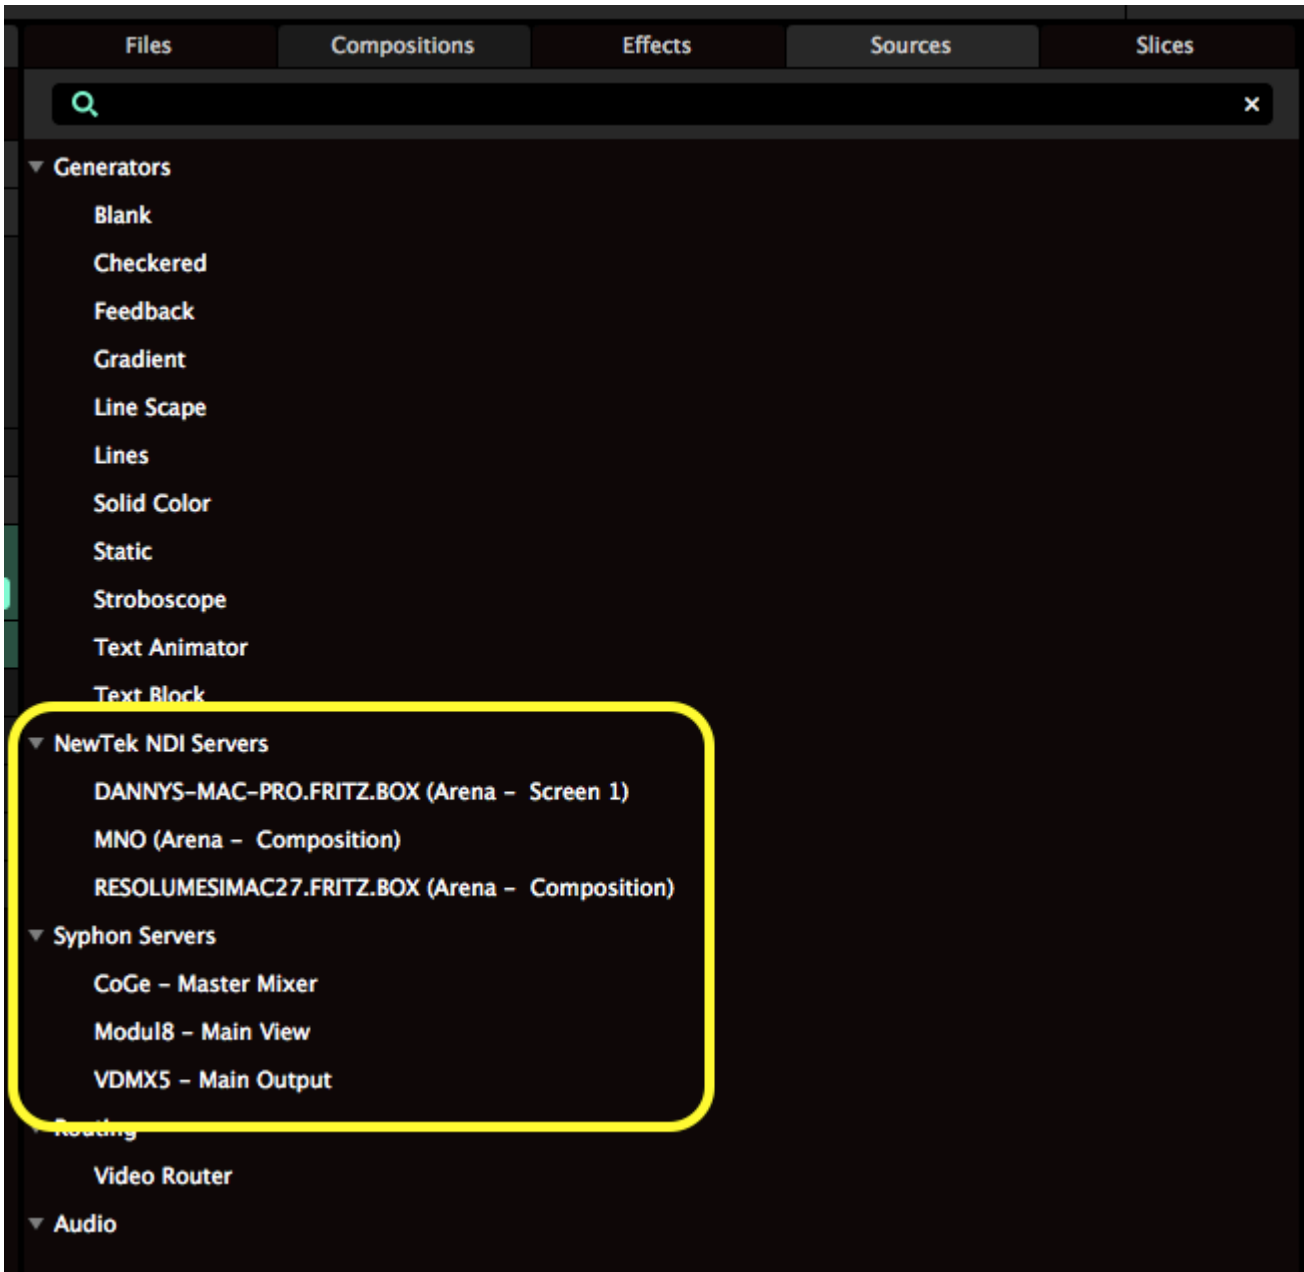 Files Compositions Effects Sources Slices
Generators
Blank
Checkered
Feedback
Gradient
Line Scape
Lines
Solid Color
Static
Stroboscope
Text Animator
Text Block
NewTek NDI Servers
DANNYS-MAC-PRO.FRITZ.BOX (Arena - Screen 1)
MNO (Arena - Composition)
RESOLUMESIMAC27.FRITZ.BOX (Arena - Composition)
Syphon Servers
CoGe - Master Mixer
Modul8 - Main View
VDMX5 - Main Output
Routing
Video Router
Audio